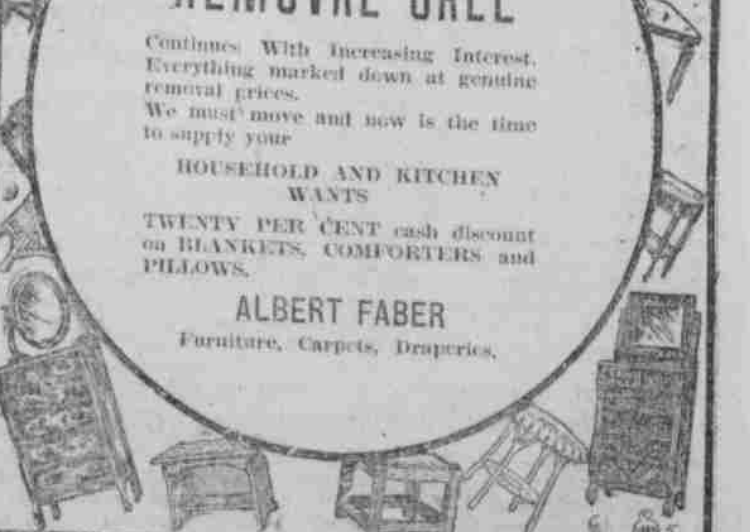 REMOVAL SALE
Continues With Increasing Interest.
Everything marked down at genuine
removal prices.
We must move and now is the time
to supply your
HOUSEHOLD AND KITCHEN
WANTS
TWENTY PER CENT cash discount
on BLANKETS, COMFORTERS and
PILLOWS.
ALBERT FABER
Furniture, Carpets, Draperies.